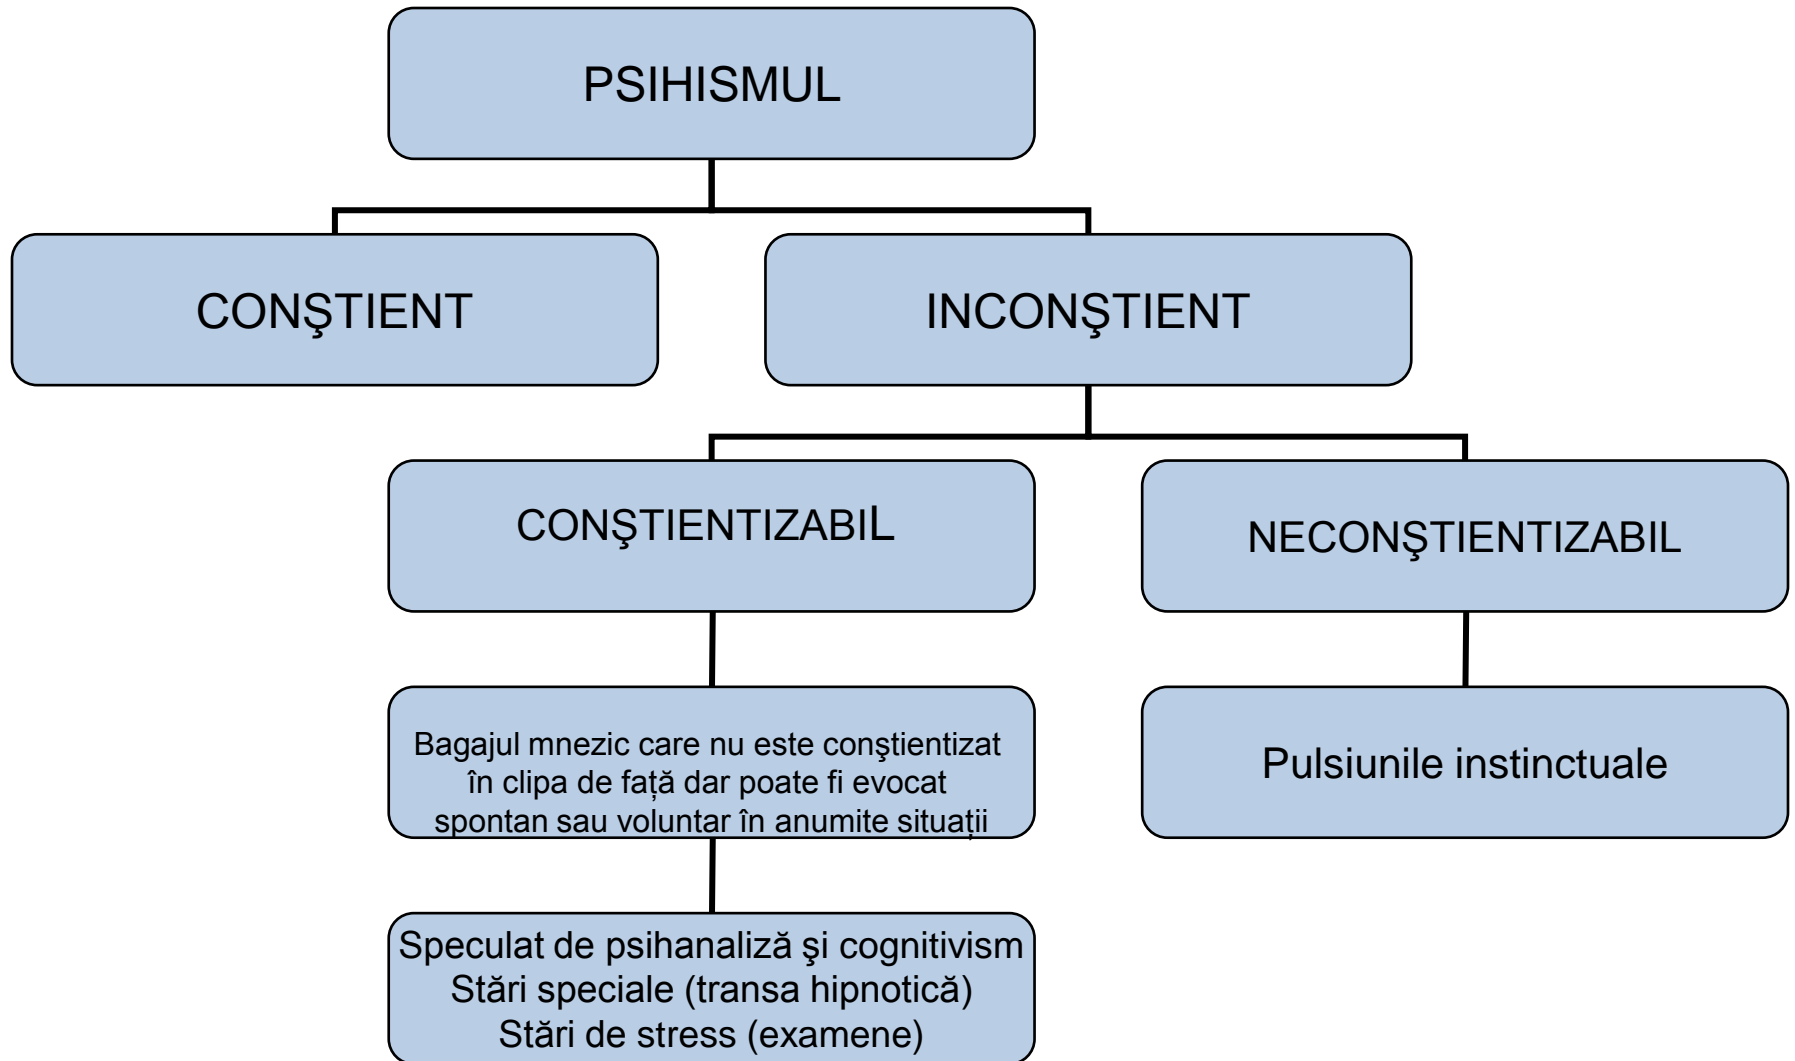 PSIHISMUL
CONŞTIENT
INCONŞTIENT
CONŞTIENTIZABIL
NECONŞTIENTIZABIL
Bagajul mnezic care nu este conştientizat
în clipa de față dar poate fi evocat
spontan sau voluntar în anumite situații
Pulsiunile instinctuale
Speculat de psihanaliză şi cognitivism
Stări speciale (transa hipnotică)
Stări de stress (examene)